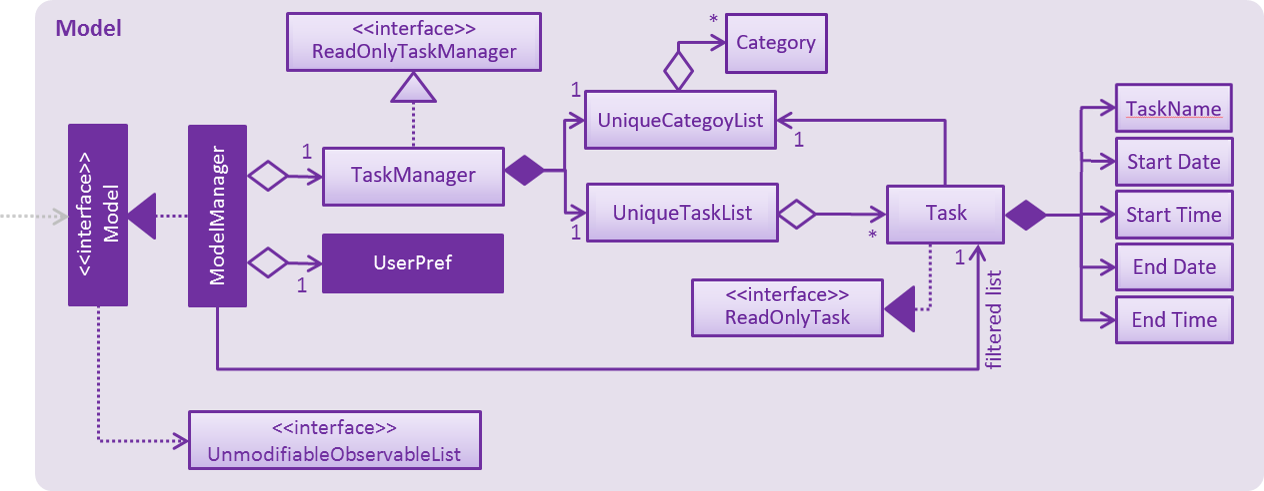 Model
<<interface>>
ReadOnlyTaskManager
*
Category
<<interface>>
Model
ModelManager
1
TaskManager
1
UserPref
1
UniqueCategoyList
1
UniqueTaskList
1
*
Task
1
filtered list
<<interface>>
ReadOnlyTask
TaskName
Start Date
Start Time
End Date
End Time
<<interface>>
UnmodifiableObservableList